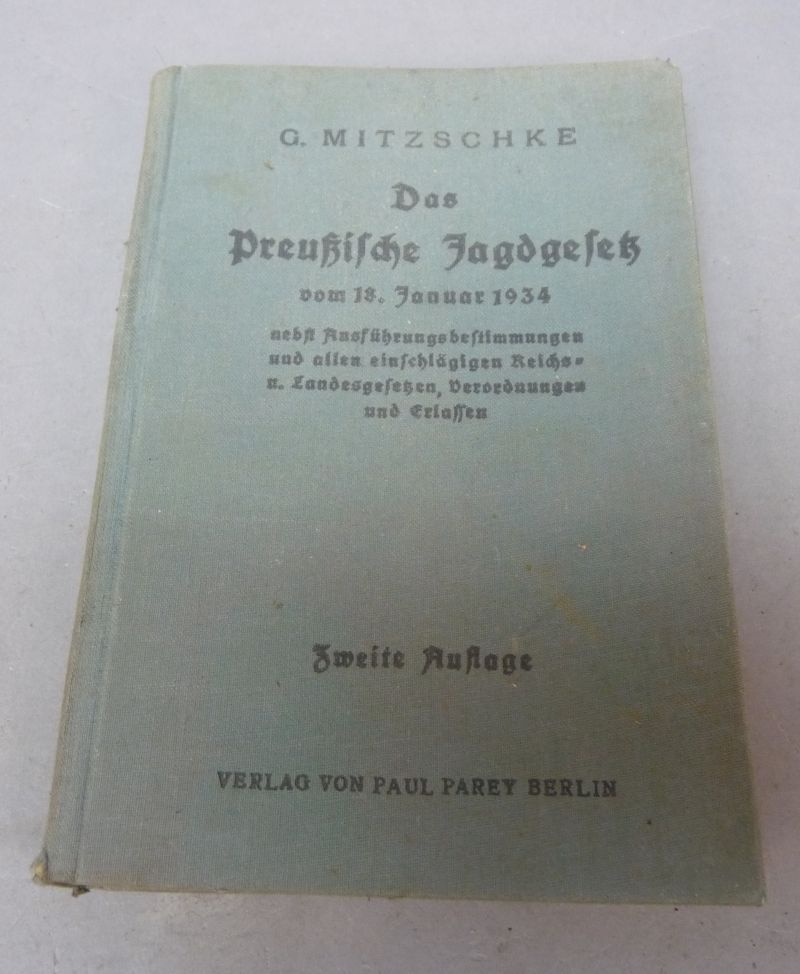 G. MITZSCHKE
Das
Preußische Jagdgesetz
vom 18. Januar 1934
nebst Ausführungsbestimmungen
und allen einschlägigen Reichs-
u. Landesgesetzen, Verordnungen
und Erlassen
Zweite Auflage
VERLAG VON PAUL PAREY BERLIN